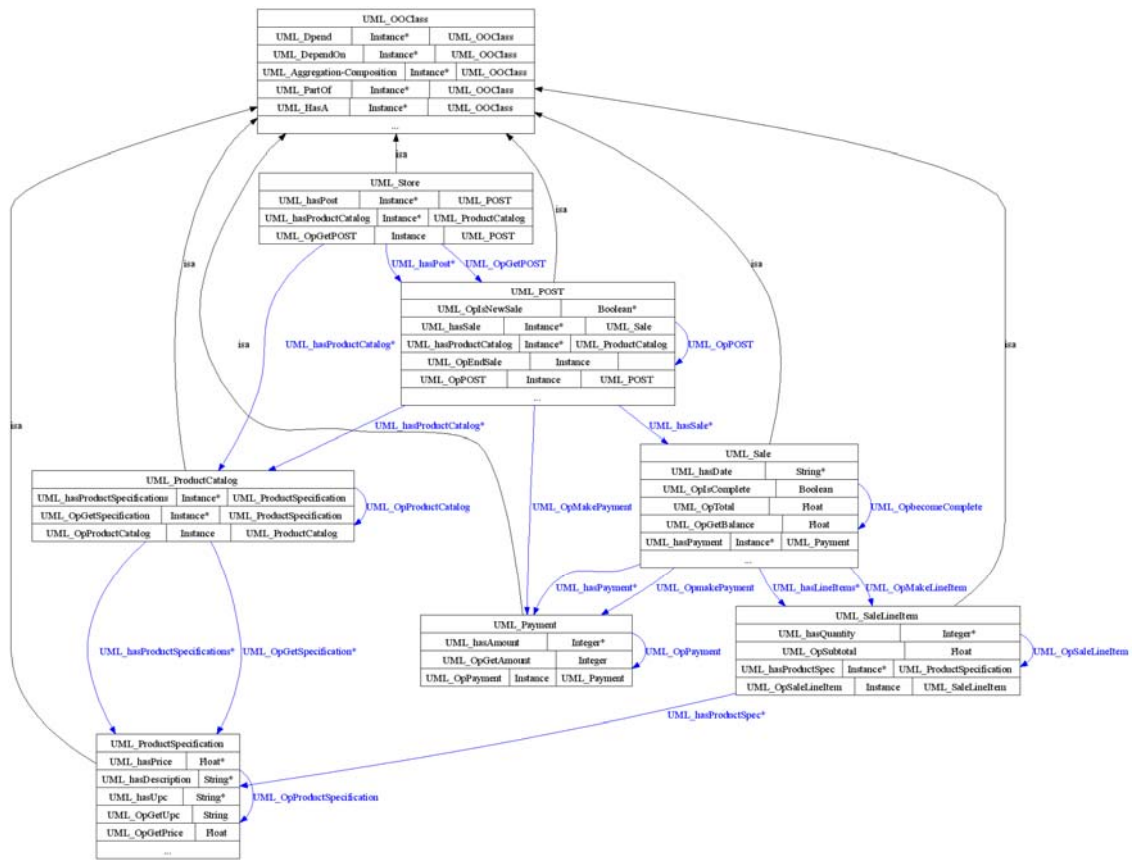 UML_OOClass
UML_Dpend Instance* UML_OOClass
UML_DependOn Instance* UML_OOClass
UML_Aggregation-Composition Instance* UML_OOClass
UML_PartOf Instance* UML_OOClass
UML_HasA Instance* UML_OOClass
...
isa
UML_Store
UML_hasPost Instance* UML_POST
UML_hasProductCatalog Instance* UML_ProductCatalog
UML_OpGetPOST Instance UML_POST
isa
UML_hasPost* UML_OpGetPOST
isa
UML_POST
UML_OpIsNewSale Boolean*
UML_hasSale Instance* UML_Sale
UML_hasProductCatalog Instance* UML_ProductCatalog
UML_OpEndSale Instance
UML_OpPOST Instance UML_POST
...
UML_OpPOST
isa
UML_hasProductCatalog*
isa
isa
isa
UML_hasProductCatalog*
UML_hasSale*
UML_Sale
UML_hasDate String*
UML_OpIsComplete Boolean
UML_OpTotal Float
UML_OpGetBalance Float
UML_hasPayment Instance* UML_Payment
...
UML_OpbecomeComplete
UML_ProductCatalog
UML_hasProductSpecifications Instance* UML_ProductSpecification
UML_OpGetSpecification Instance* UML_ProductSpecification
UML_OpProductCatalog Instance UML_ProductCatalog
UML_OpProductCatalog
UML_OpMakePayment
UML_hasPayment* UML_OpmakePayment UML_hasLineItems* UML_OpMakeLineItem
UML_Payment
UML_hasAmount Integer*
UML_OpGetAmount Integer
UML_OpPayment Instance UML_Payment
UML_OpPayment
UML_SaleLineItem
UML_hasQuantity Integer*
UML_OpSubtotal Float
UML_hasProductSpec Instance* UML_ProductSpecification
UML_OpSaleLineItem Instance UML_SaleLineItem
UML_OpSaleLineItem
UML_hasProductSpecifications* UML_OpGetSpecification*
UML_hasProductSpec*
UML_ProductSpecification
UML_hasPrice Float*
UML_hasDescription String*
UML_hasUpc String*
UML_OpGetUpc String
UML_OpGetPrice Float
...
UML_OpProductSpecification